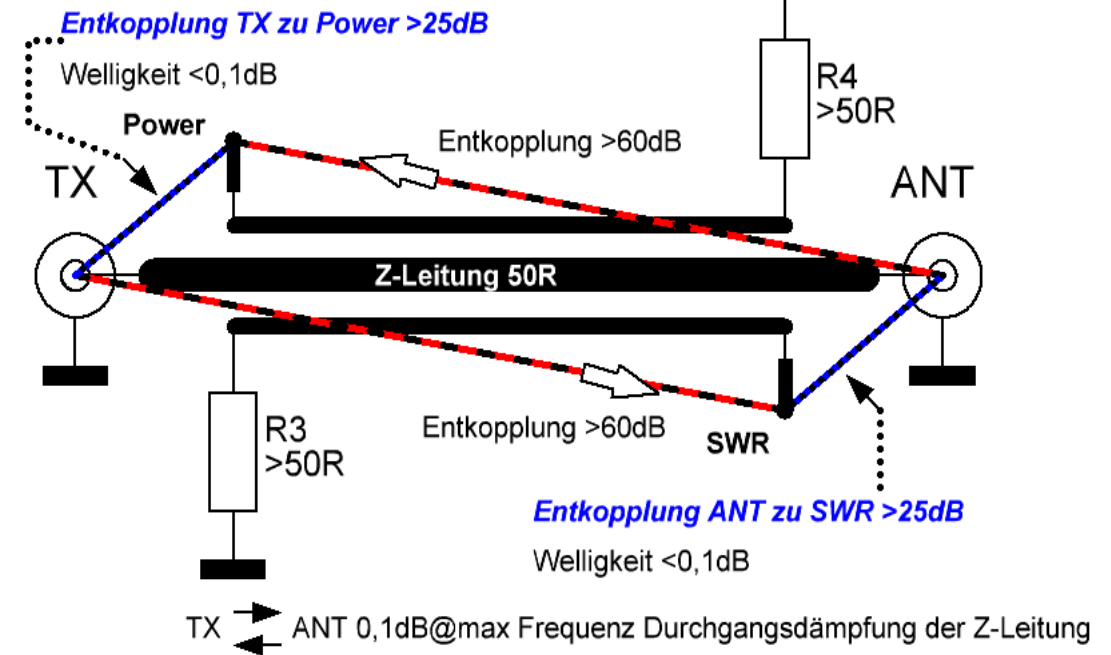 Entkopplung TX zu Power >25dB
Welligkeit <0,1dB
Power
TX
Entkopplung >60dB
R4
>50R
ANT
Z-Leitung 50R
R3
>50R
Entkopplung >60dB
SWR
Entkopplung ANT zu SWR >25dB
Welligkeit <0,1dB
TX ANT 0,1dB@max Frequenz Durchgangsdämpfung der Z-Leitung